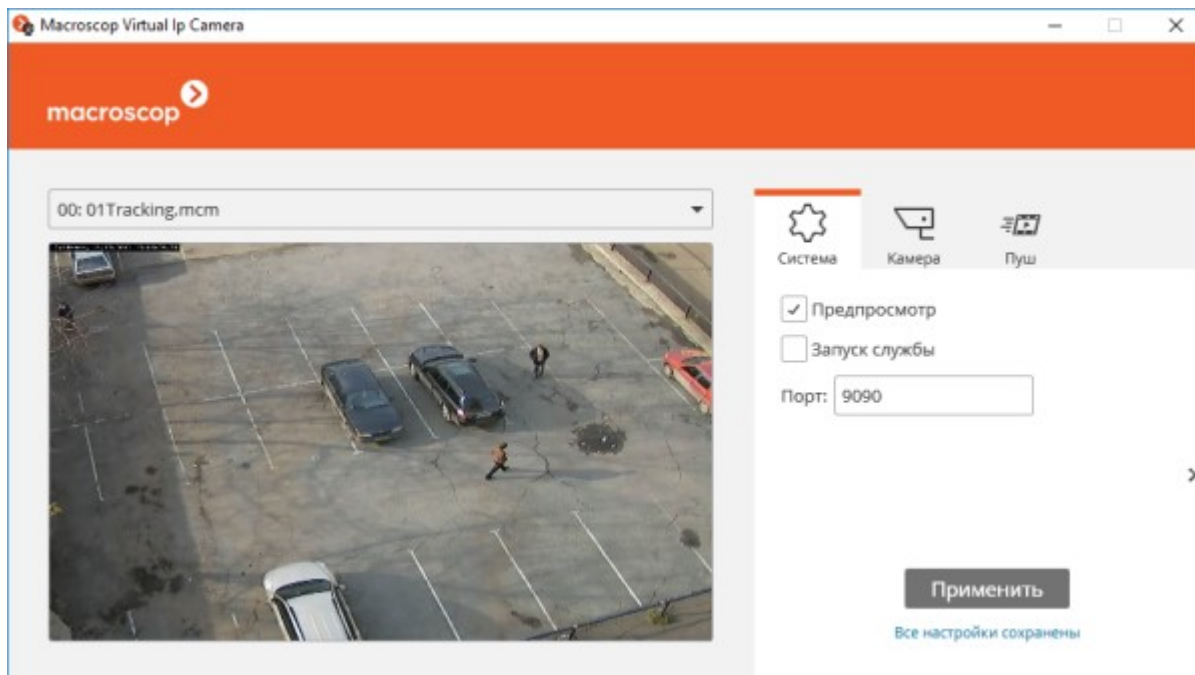 Macroscop Virtual Ip Camera
macroscop
00: 01Tracking.mcm
Система
Камера
Пуш
Предпросмотр
Запуск службы
Порт: 9090
Применить
Все настройки сохранены